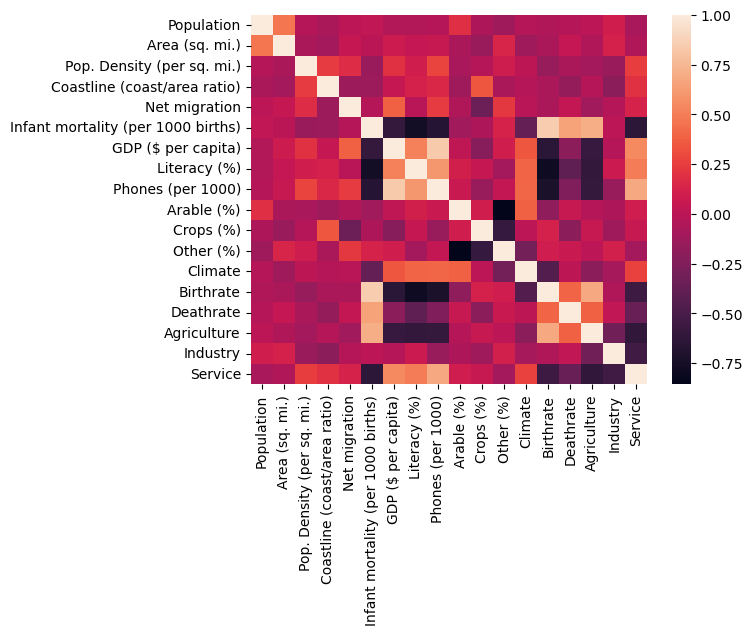 Population
Area (sq. mi.)
Pop. Density (per sq. mi.)
Coastline (coast/area ratio)
Net migration
Infant mortality (per 1000 births)
GDP ($ per capita)
Literacy (%)
Phones (per 1000)
Arable (%)
Crops (%)
Other (%)
Climate
Birthrate
Deathrate
Agriculture
Industry
Service
Population
Area (sq. mi.)
Pop. Density (per sq. mi.)
Coastline (coast/area ratio)
Net migration
Infant mortality (per 1000 births)
GDP ($ per capita)
Literacy (%)
Phones (per 1000)
Arable (%)
Crops (%)
Other (%)
Climate
Birthrate
Deathrate
Agriculture
Industry
Service
1.00
0.75
0.50
0.25
0.00
−0.25
−0.50
−0.75